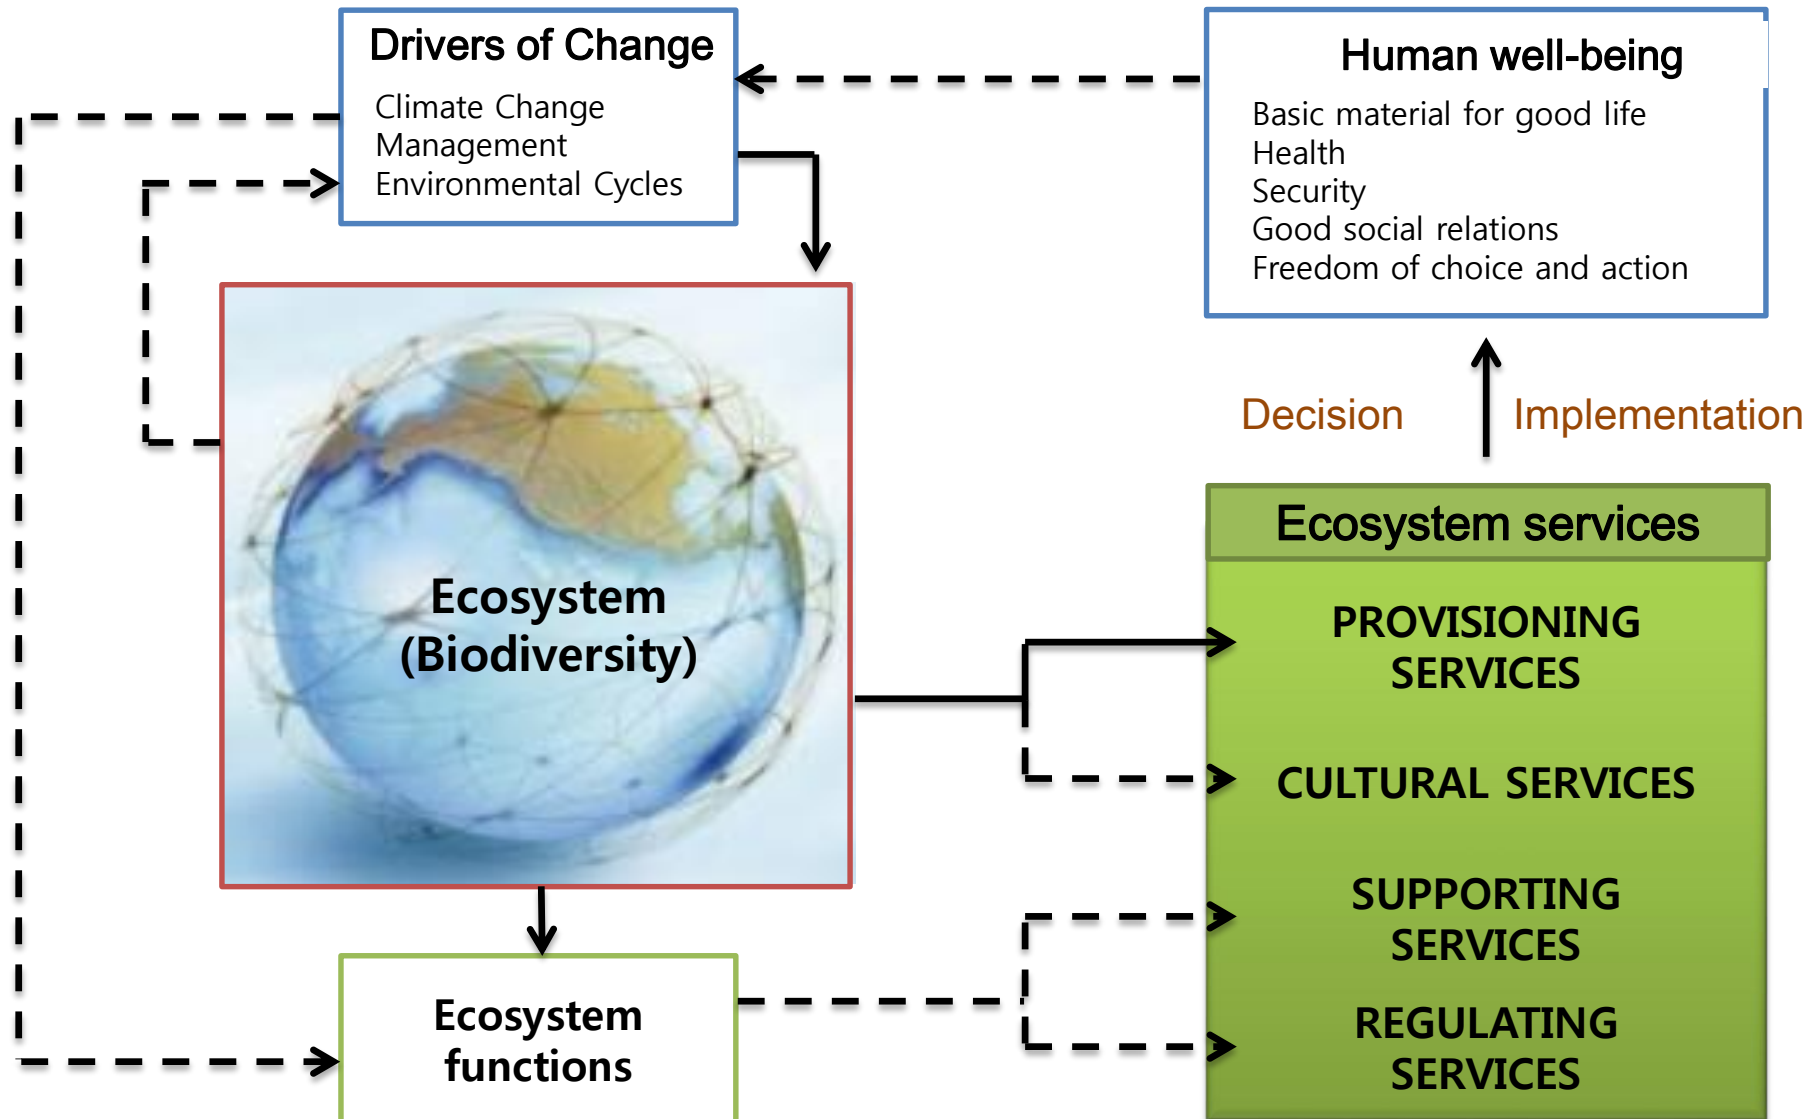 Drivers of Change
Climate Change
Management
Environmental Cycles
Human well-being
Basic material for good life
Health
Security
Good social relations
Freedom of choice and action
Decision
Implementation
Ecosystem
(Biodiversity)
Ecosystem services
PROVISIONING
SERVICES
CULTURAL SERVICES
SUPPORTING
SERVICES
REGULATING
SERVICES
Ecosystem
functions